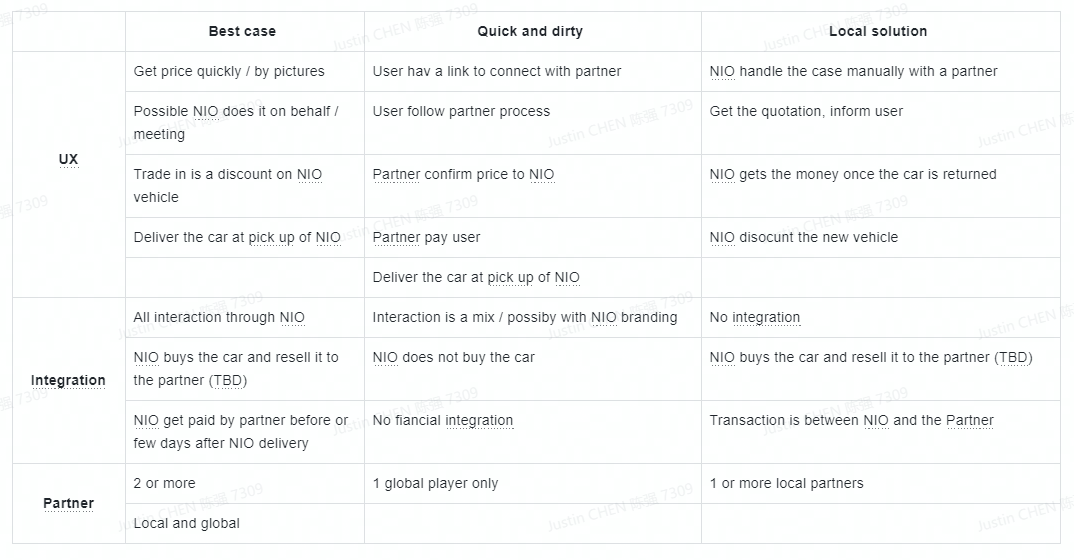 Best case
Quick and dirty
Local solution
UX
Get price quickly / by pictures
User hav a link to connect with partner
NIO handle the case manually with a partner
Possible NIO does it on behalf /
meeting
User follow partner process
Get the quotation, inform user
Trade in is a discount on NIO
vehicle
Partner confirm price to NIO
NIO gets the money once the car is returned
Deliver the car at pick up of NIO
Partner pay user
NIO disocunt the new vehicle
Deliver the car at pick up of NIO
Integration
All interaction through NIO
Interaction is a mix / possiby with NIO branding
No integration
NIO buys the car and resell it to
the partner (TBD)
NIO does not buy the car
NIO buys the car and resell it to the partner (TBD)
NIO get paid by partner before or
few days after NIO delivery
No fiancial integration
Transaction is between NIO and the Partner
Partner
2 or more
1 global player only
1 or more local partners
Local and global
Justin CHEN 陈强 7309